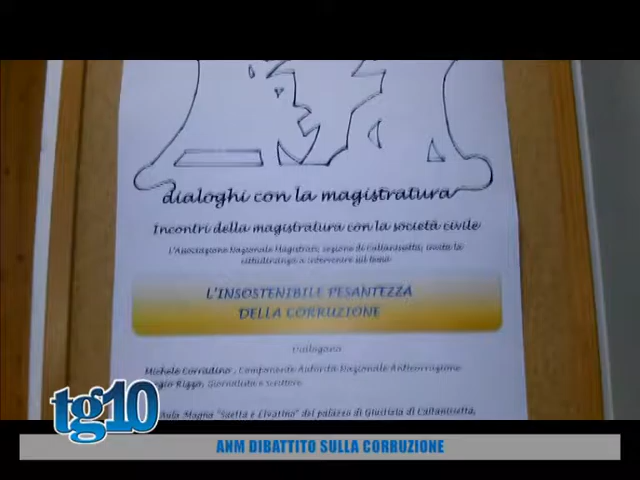 dialoghi con la magistratura
Incontri della magistratura con la società civile
L'Associazione Nazionale Magistrati, sezione di Caltanissetta, invita la
cittadinanza a intervenire sul tema
L'INSOSTENIBILE PESANTEZZA
DELLA CORRUZIONE
Dialogano
Michele Corradino, Componente Autorità Nazionale Anticorruzione
Sergio Rizzo, Giornalista e scrittore
Aula Magna "Saetta e Livatino" del palazzo di Giustizia di Caltanissetta,
tg10
ANM DIBATTITO SULLA CORRUZIONE